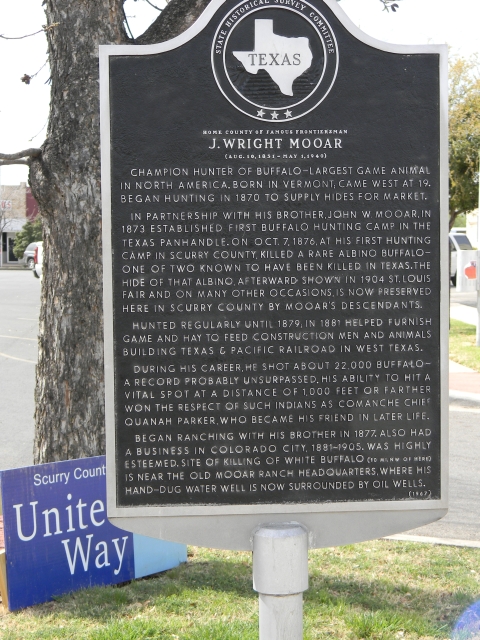 STATE HISTORICAL SURVEY COMMITTEE
TEXAS
HOME COUNTY OF FAMOUS FRONTIERSMAN
J. WRIGHT MOOAR
(AUG. 10, 1851 - MAY 1, 1940)
CHAMPION HUNTER OF BUFFALO—LARGEST GAME ANIMAL
IN NORTH AMERICA. BORN IN VERMONT, CAME WEST AT 19.
BEGAN HUNTING IN 1870 TO SUPPLY HIDES FOR MARKET.
IN PARTNERSHIP WITH HIS BROTHER, JOHN W. MOOAR, IN
1873 ESTABLISHED FIRST BUFFALO HUNTING CAMP IN THE
TEXAS PANHANDLE. ON OCT. 7, 1876, AT HIS FIRST HUNTING
CAMP IN SCURRY COUNTY, KILLED A RARE ALBINO BUFFALO—
ONE OF TWO KNOWN TO HAVE BEEN KILLED IN TEXAS. THE
HIDE OF THAT ALBINO, AFTERWARD SHOWN IN 1904 ST. LOUIS
FAIR AND ON MANY OTHER OCCASIONS, IS NOW PRESERVED
HERE IN SCURRY COUNTY BY MOOAR'S DESCENDANTS.
HUNTED REGULARLY UNTIL 1879. IN 1881 HELPED FURNISH
GAME AND HAY TO FEED CONSTRUCTION MEN AND ANIMALS
BUILDING TEXAS & PACIFIC RAILROAD IN WEST TEXAS.
DURING HIS CAREER, HE SHOT ABOUT 22,000 BUFFALO—
A RECORD PROBABLY UNSURPASSED. HIS ABILITY TO HIT A
VITAL SPOT AT A DISTANCE OF 1,000 FEET OR FARTHER
WON THE RESPECT OF SUCH INDIANS AS COMANCHE CHIEF
QUANAH PARKER, WHO BECAME HIS FRIEND IN LATER LIFE.
BEGAN RANCHING WITH HIS BROTHER IN 1877. ALSO HAD
A BUSINESS IN COLORADO CITY, 1881-1905. WAS HIGHLY
ESTEEMED. SITE OF KILLING OF WHITE BUFFALO (10 MI. NW OF HERE)
IS NEAR THE OLD MOOAR RANCH HEADQUARTERS, WHERE HIS
HAND-DUG WATER WELL IS NOW SURROUNDED BY OIL WELLS.
(1967)
Scurry Count
Unite
Way